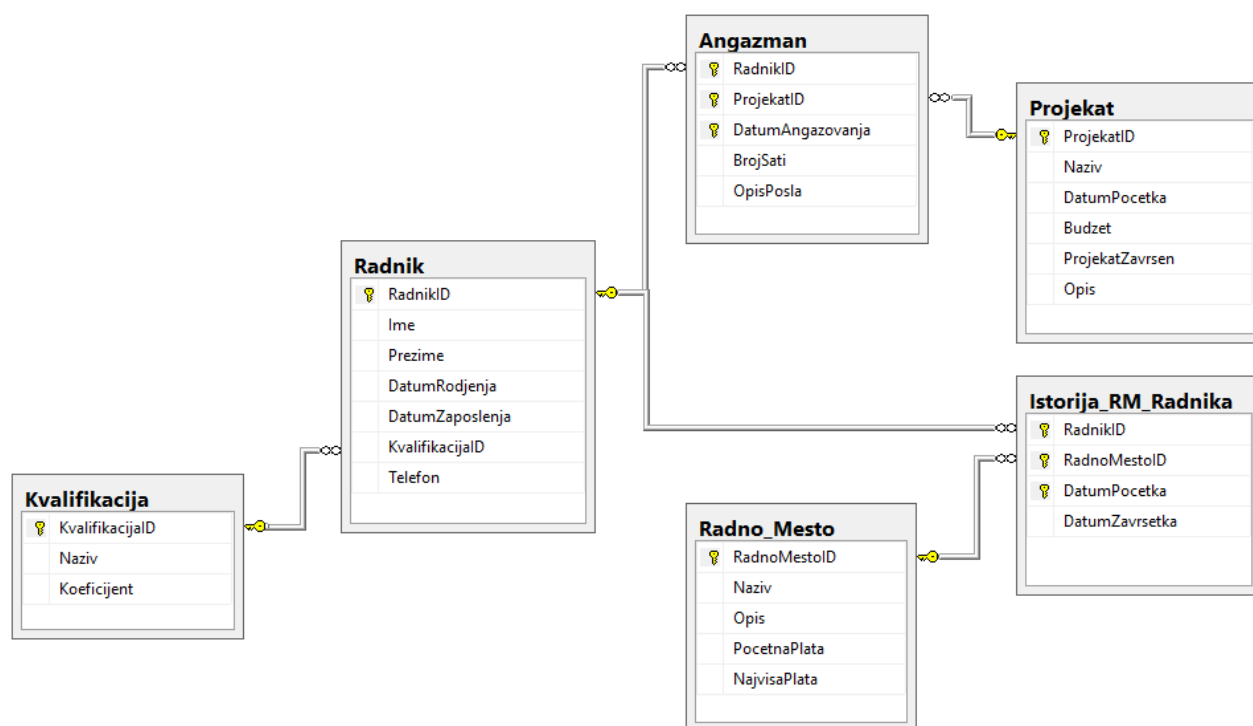 Angazman
RadnikID
ProjekatID
DatumAngazovanja
BrojSati
OpisPosla
Projekat
ProjekatID
Naziv
DatumPocetka
Budzet
ProjekatZavrsen
Opis
Radnik
RadnikID
Ime
Prezime
DatumRodjenja
DatumZaposlenja
KvalifikacijaID
Telefon
Istorija_RM_Radnika
RadnikID
RadnoMestoID
DatumPocetka
DatumZavrsetka
Kvalifikacija
KvalifikacijaID
Naziv
Koeficijent
Radno_Mesto
RadnoMestoID
Naziv
Opis
PocetnaPlata
NajvisaPlata